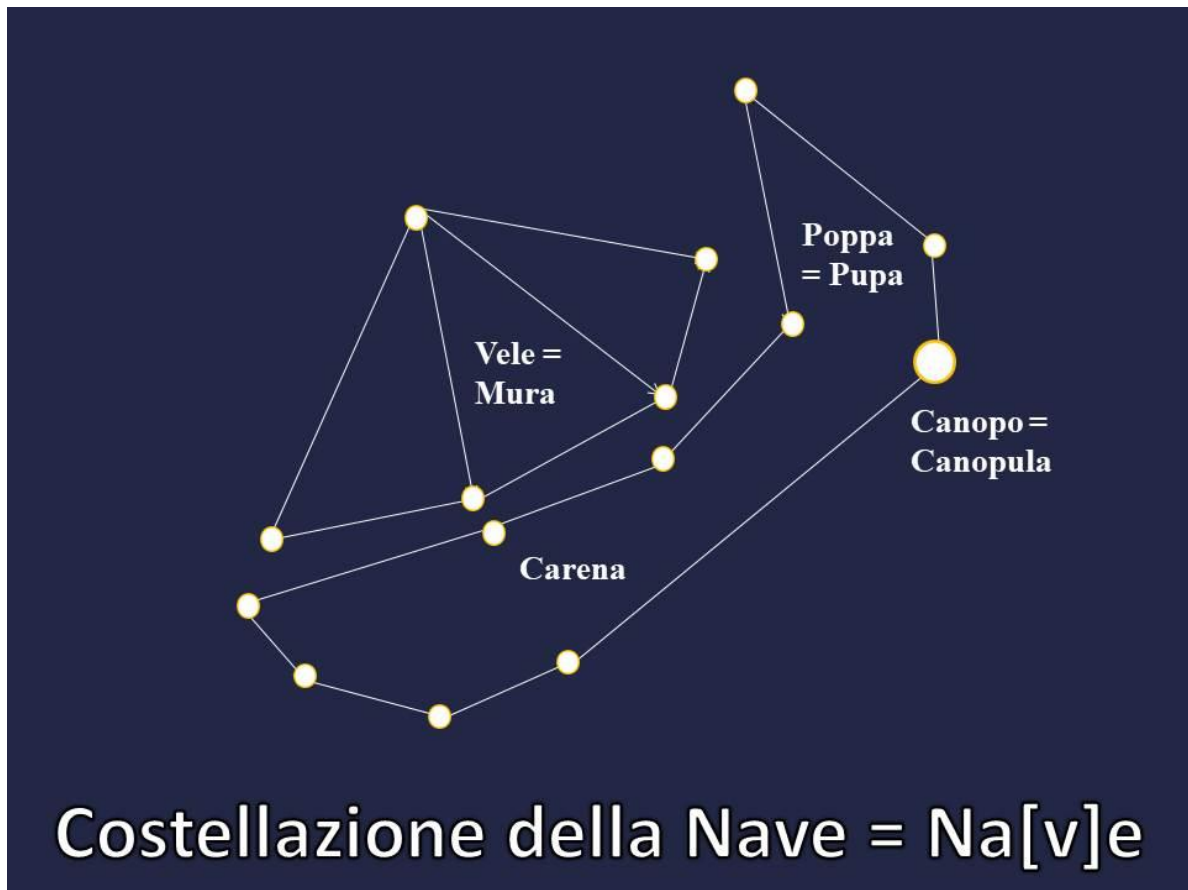 Poppa
= Pupa
Vele =
Mura
Canopo =
Canopula
Carena
Costellazione della Nave = Na[v]e